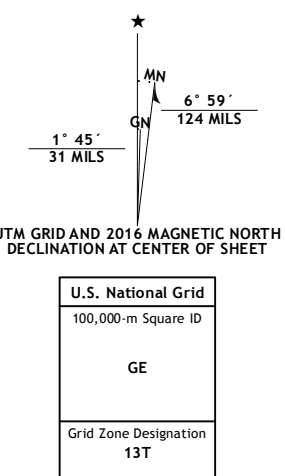 ★
MN
GN
6° 59´
124 MILS
1° 45´
31 MILS
UTM GRID AND 2016 MAGNETIC NORTH
DECLINATION AT CENTER OF SHEET
U.S. National Grid
100,000-m Square ID
GE
Grid Zone Designation
13T